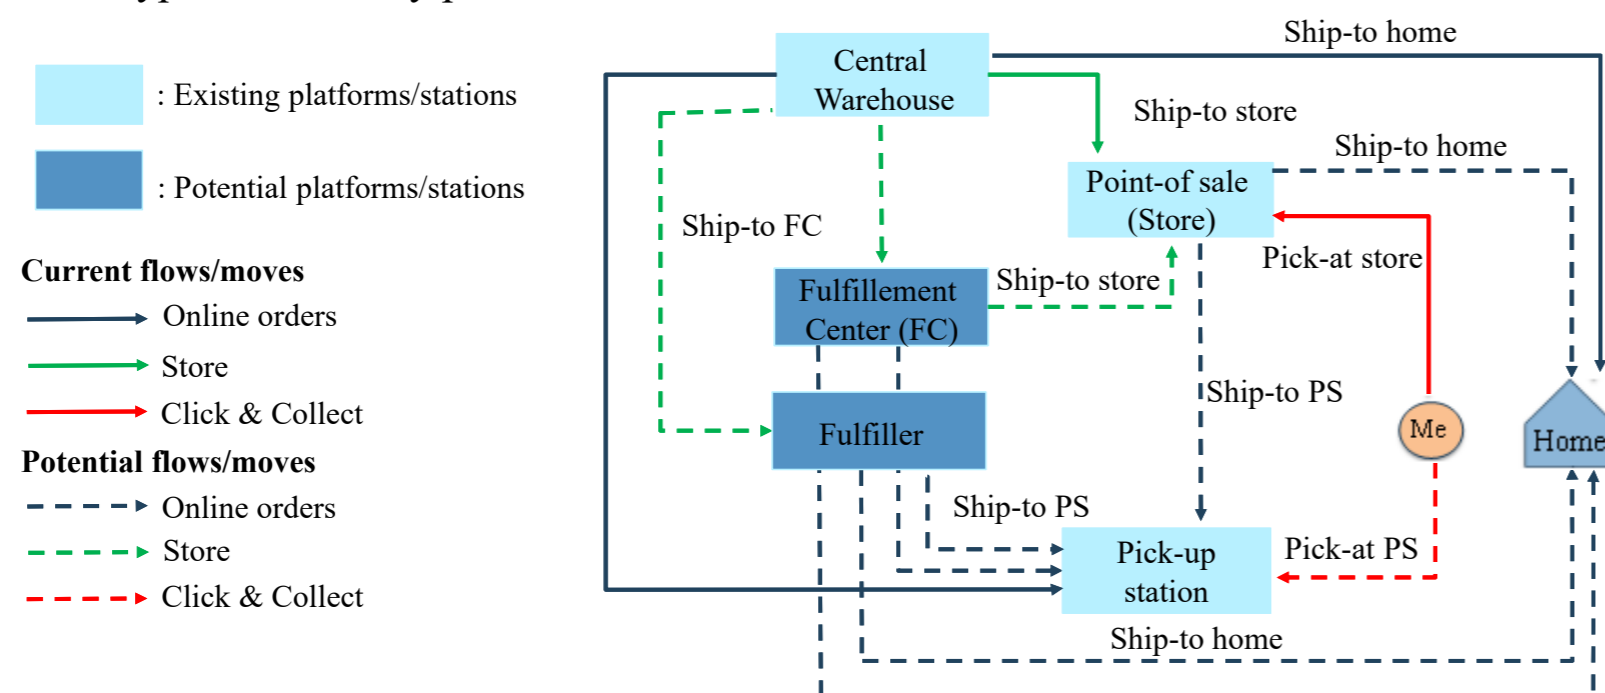 : Existing platforms/stations
: Potential platforms/stations
Current flows/moves
Online orders
Store
Click & Collect
Potential flows/moves
Online orders
Store
Click & Collect
Ship-to home
Central
Warehouse
Ship-to store
Ship-to home
Point-of sale
(Store)
Ship-to FC
Pick-at store
Ship-to store
Fulfillement
Center (FC)
Ship-to PS
Me
Home
Fulfiller
Ship-to PS
Pick-up
station
Pick-at PS
Ship-to home